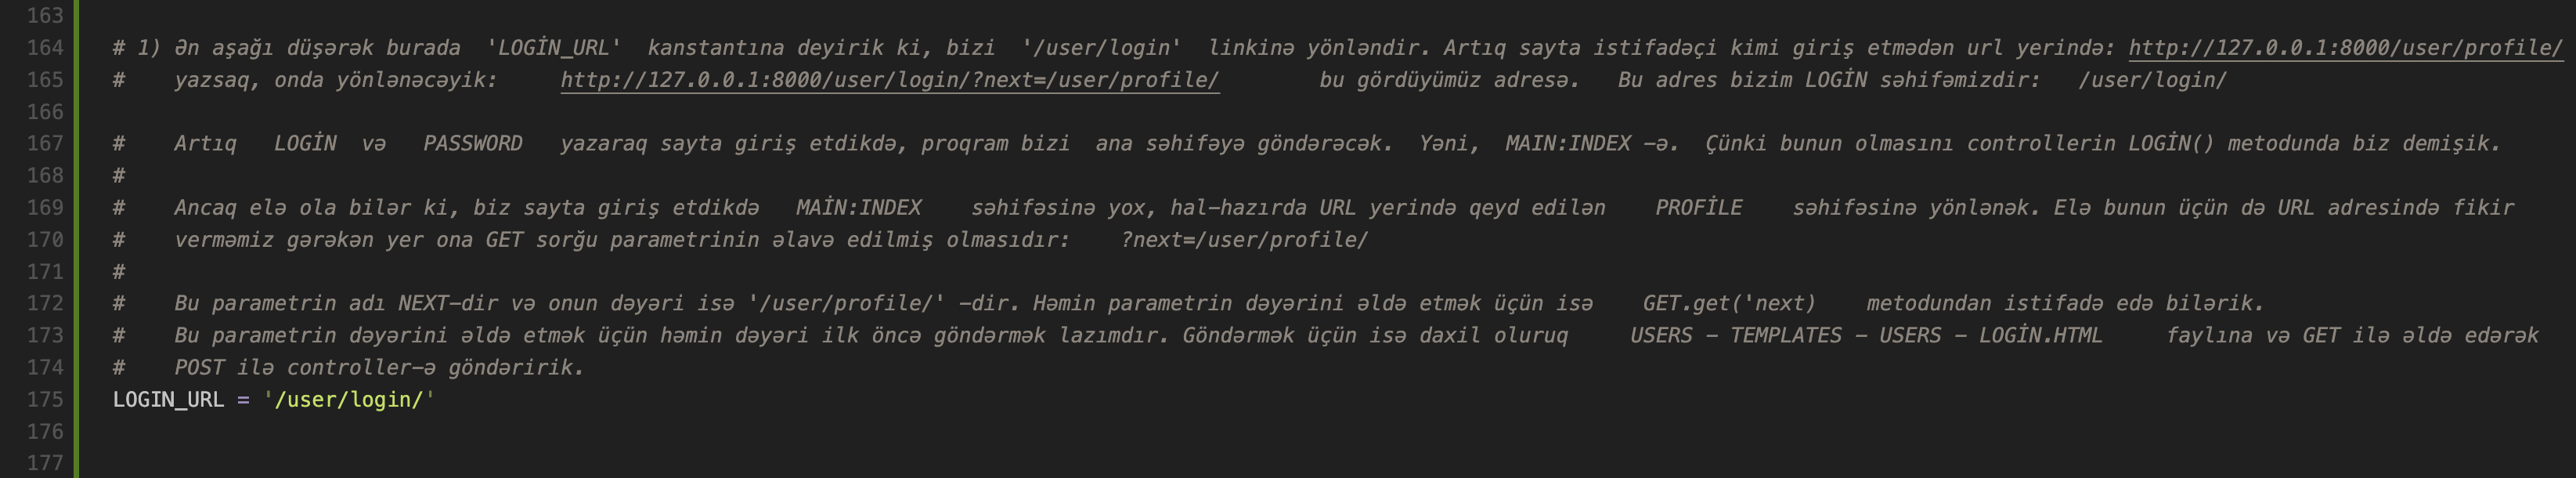 163
164 # 1) Ən aşağı düşərək burada 'LOGİN_URL' kanstantına deyirik ki, bizi '/user/login' linkinə yönləndir. Artıq sayta istifadəçi kimi giriş etmədən url yerində: http://127.0.0.1:8000/user/profile/
165 # yazsaq, onda yönlənəcəyik: http://127.0.0.1:8000/user/login/?next=/user/profile/ bu gördüyümüz adresə. Bu adres bizim LOGİN səhifəmizdir: /user/login/
166
167 # Artıq LOGİN və PASSWORD yazaraq sayta giriş etdikdə, proqram bizi ana səhifəyə göndərəcək. Yəni, MAIN:INDEX -ə. Çünki bunun olmasını controllerin LOGİN() metodunda biz demişik.
168 #
169 # Ancaq elə ola bilər ki, biz sayta giriş etdikdə MAİN:INDEX səhifəsinə yox, hal-hazırda URL yerində qeyd edilən PROFİLE səhifəsinə yönlənək. Elə bunun üçün də URL adresində fikir
170 # verməmiz gərəkən yer ona GET sorğu parametrinin əlavə edilmiş olmasıdır: ?next=/user/profile/
171 #
172 # Bu parametrin adı NEXT-dir və onun dəyəri isə '/user/profile/' -dir. Həmin parametrin dəyərini əldə etmək üçün isə GET.get('next) metodundan istifadə edə bilərik.
173 # Bu parametrin dəyərini əldə etmək üçün həmin dəyəri ilk öncə göndərmək lazımdır. Göndərmək üçün isə daxil oluruq USERS - TEMPLATES - USERS - LOGİN.HTML faylına və GET ilə əldə edərək
174 # POST ilə controller-ə göndəririk.
175 LOGIN_URL = '/user/login/'
176
177